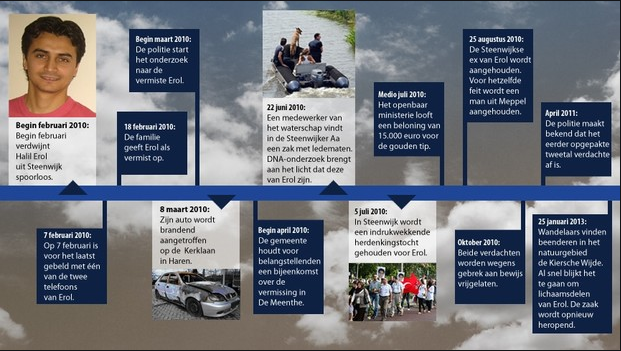 Begin februari 2010:
Begin februari
verdwijnt
Halil Erol
uit Steenwijk
spoorloos.
7 februari 2010:
Op 7 februari is
voor het laatst
gebeld met één
van de twee
telefoons
van Erol.
18 februari 2010:
De familie
geeft Erol als
vermist op.
Begin maart 2010:
De politie start
het onderzoek
naar de
vermiste Erol.
8 maart 2010:
Zijn auto wordt
brandend
aangetroffen
op de Kerklaan
in Haren.
Begin april 2010:
De gemeente
houdt voor
belangstellenden
een bijeenkomst
over de
vermissing in
De Meenthe.
22 juni 2010:
Een medewerker van
het waterschap vindt
in de Steenwijker Aa
een zak met ledematen.
DNA-onderzoek brengt
aan het licht dat deze
van Erol zijn.
5 juli 2010:
In Steenwijk wordt
een indrukwekkende
herdenkingstocht
gehouden voor Erol.
Medio juli 2010:
Het openbaar
ministerie looft
een beloning van
15.000 euro voor
de gouden tip.
25 augustus 2010:
De Steenwijkse
ex van Erol wordt
aangehouden.
Voor hetzelfde
feit wordt een
man uit Meppel
aangehouden.
Oktober 2010:
Beide verdachten
worden wegens
gebrek aan bewijs
vrijgelaten.
April 2011:
De politie maakt
bekend dat het
eerder opgepakte
tweetal verdachte
af is.
25 januari 2013:
Wandelaars vinden
beenderen in het
natuurgebied
de Kiersche Wijde.
Al snel blijkt het
te gaan om
lichaamsdelen
van Erol. De zaak
wordt opnieuw
heropend.